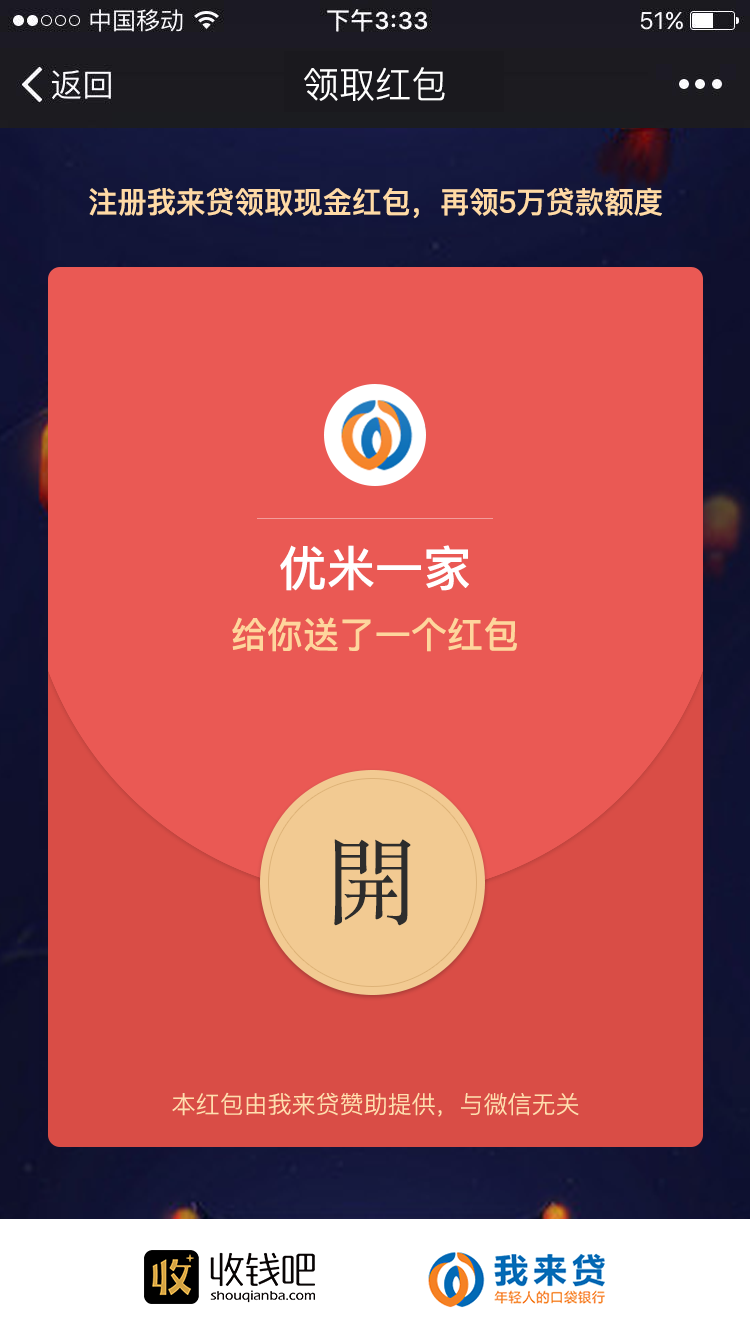 中国移动 下午3:33 51%
返回 领取红包
注册我来贷领取现金红包，再领5万贷款额度
优米一家
给你送了一个红包
開
本红包由我来贷赞助提供，与微信无关
收 收钱吧 我来贷
shouqianba.com 年轻人的口袋银行